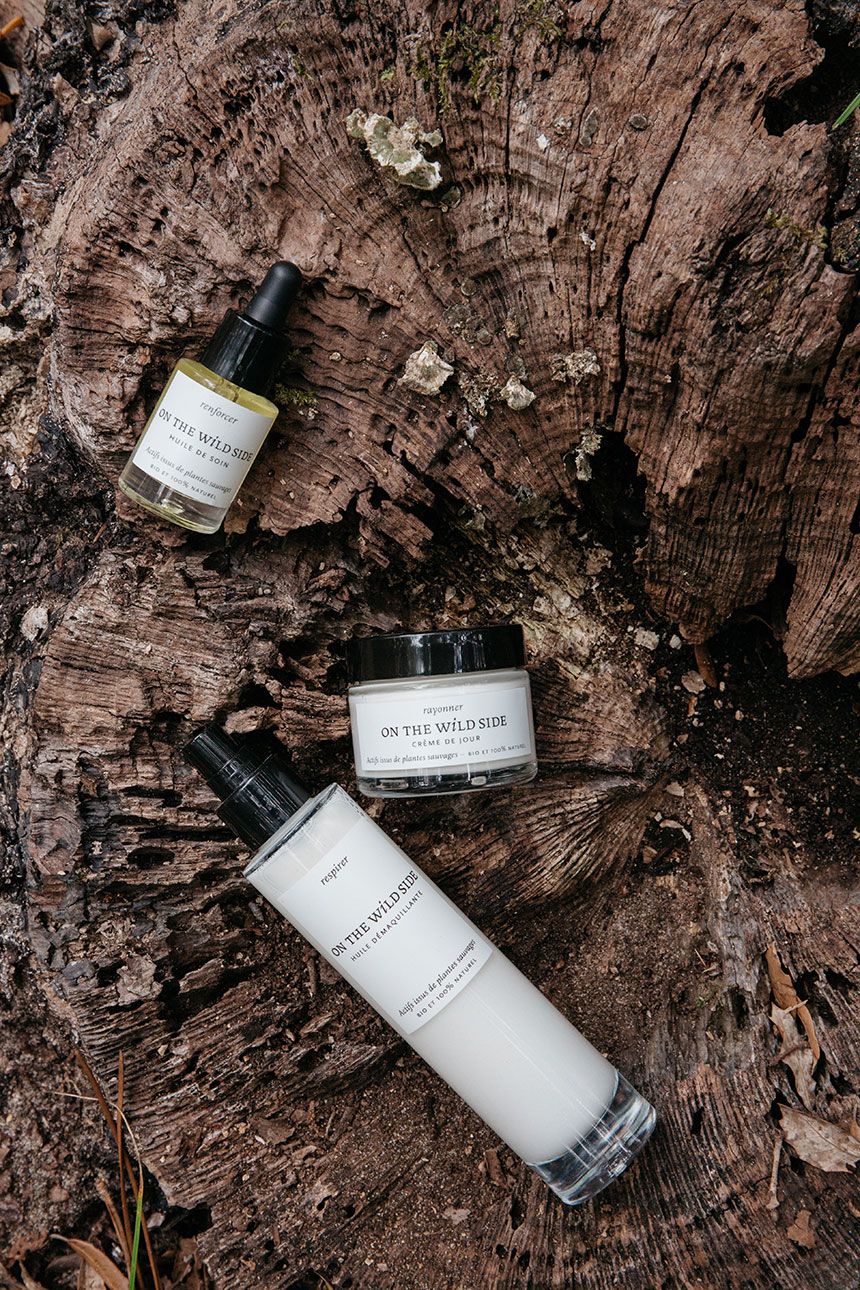 renforcer
ON THE WiLD SIDE
HUILE DE SOIN
Actifs issus de plantes sauvages
BIO ET 100% NATUREL
rayonner
ON THE WiLD SIDE
CRÈME DE JOUR
Actifs issus de plantes sauvages – BIO ET 100% NATUREL
respirer
ON THE WiLD SIDE
HUILE DÉMAQUILLANTE
Actifs issus de plantes sauvages
BIO ET 100% NATUREL